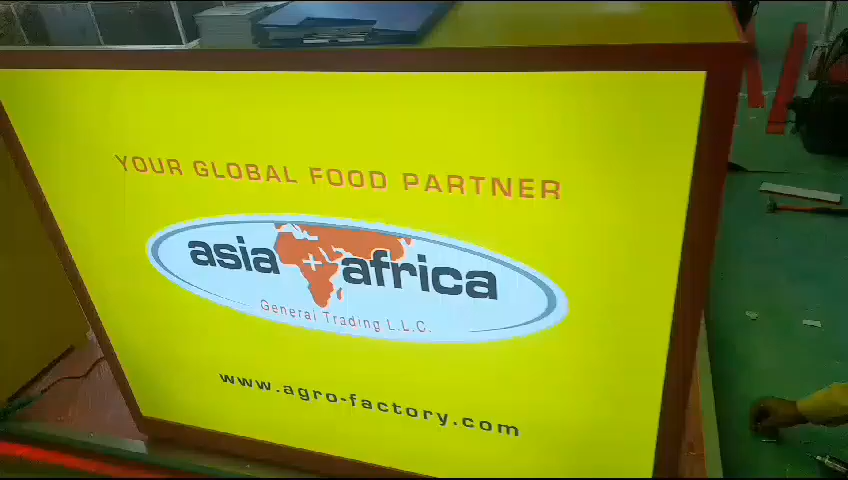 YOUR GLOBAL FOOD PARTNER
asia + africa
General Trading L.L.C.
www.agro-factory.com